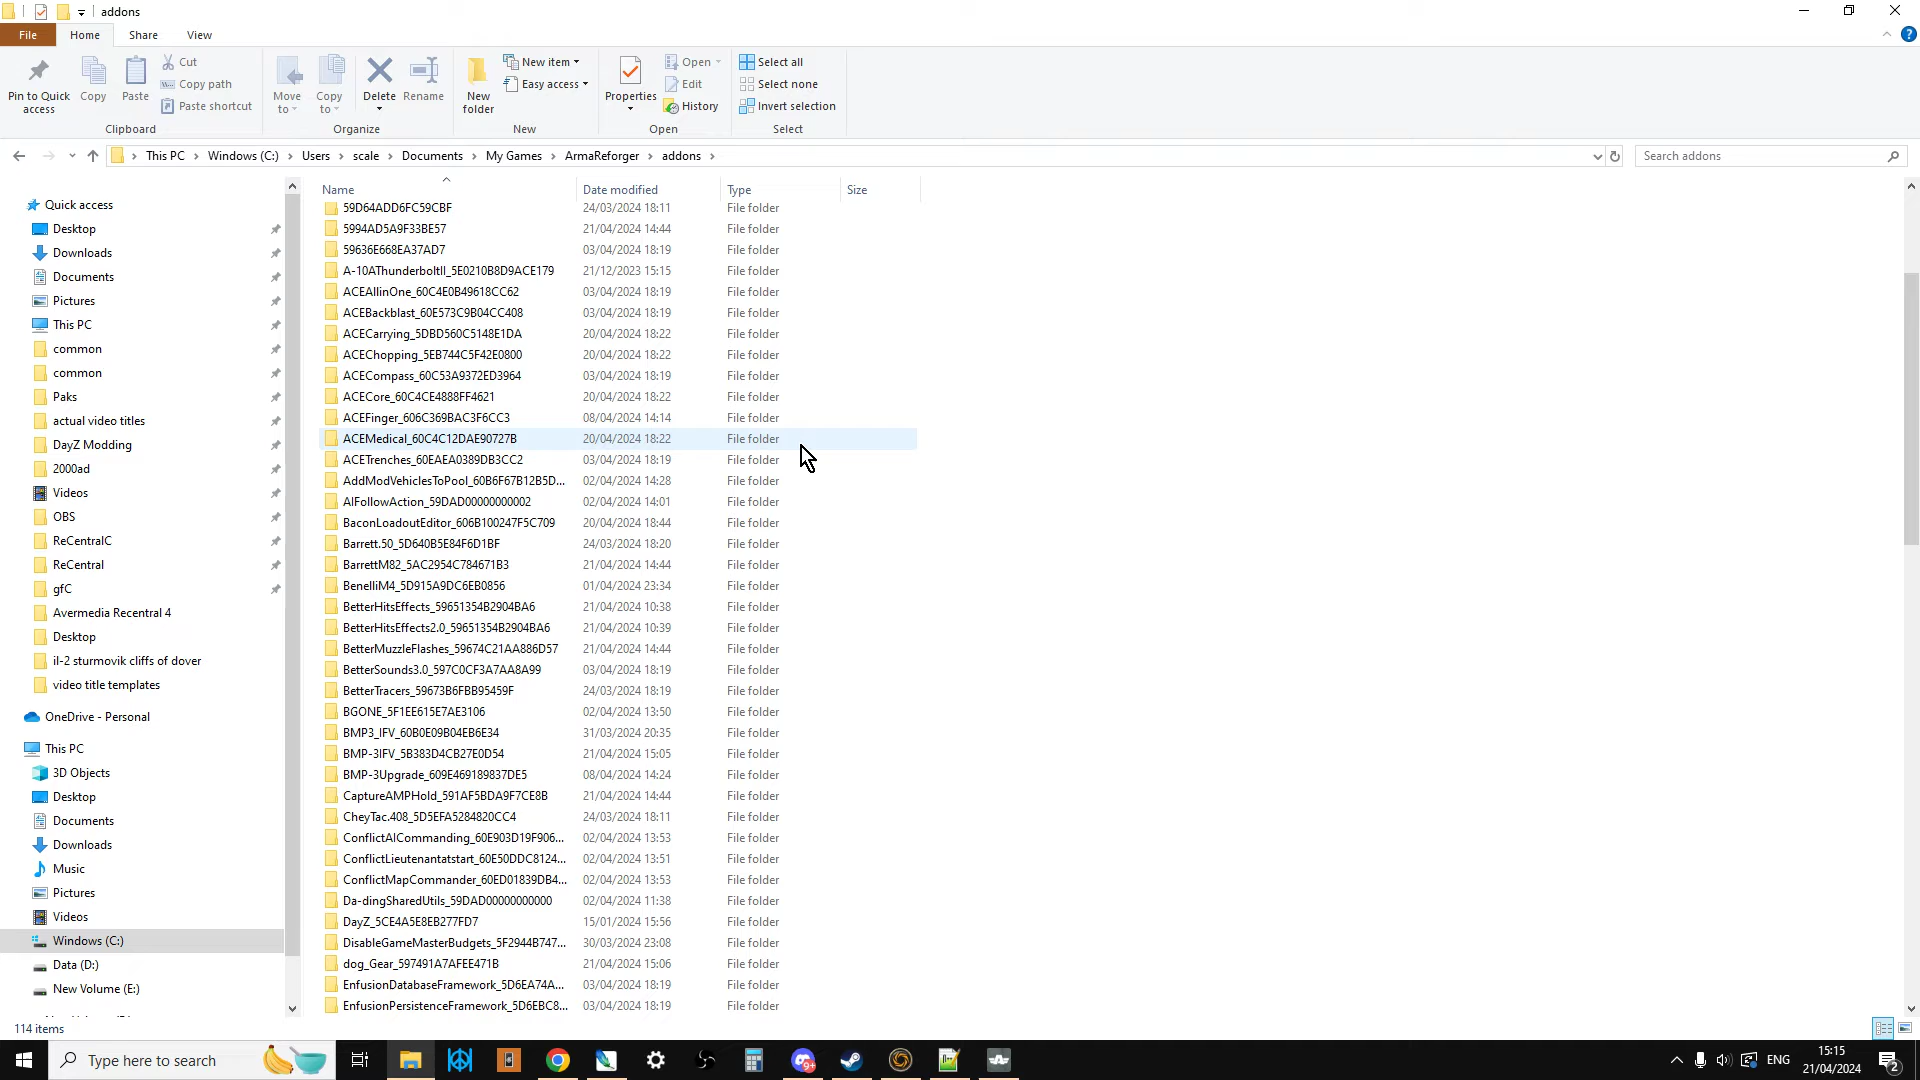 addons
File
Home
Share
View
Pin to Quick access
Copy
Paste
Cut
Copy path
Paste shortcut
Clipboard
Move to
Copy to
Delete
Rename
Organize
New folder
New item
Easy access
New
Properties
Open
Edit
History
Open
Select all
Select none
Invert selection
Select
This PC > Windows (C:) > Users > scale > Documents > My Games > ArmaReforger > addons >
Search addons
Quick access
Desktop
Downloads
Documents
Pictures
This PC
common
common
Paks
actual video titles
DayZ Modding
2000ad
Videos
OBS
ReCentralC
ReCentral
gfC
Avermedia Recentral 4
Desktop
il-2 sturmovik cliffs of dover
video title templates
OneDrive - Personal
This PC
3D Objects
Desktop
Documents
Downloads
Music
Pictures
Videos
Windows (C:)
Data (D:)
New Volume (E:)
Name Date modified Type Size
59D64ADD6FC59CBF 24/03/2024 18:11 File folder
5994AD5A9F33BE57 21/04/2024 14:44 File folder
59636E668EA37AD7 03/04/2024 18:19 File folder
A-10AThunderboltII_5E0210B8D9ACE179 21/12/2023 15:15 File folder
ACEAllinOne_60C4E0B49618CC62 03/04/2024 18:19 File folder
ACEBackblast_60E573C9B04CC408 03/04/2024 18:19 File folder
ACECarrying_5DBD560C5148E1DA 20/04/2024 18:22 File folder
ACEChopping_5EB744C5F42E0800 20/04/2024 18:22 File folder
ACECompass_60C53A9372ED3964 03/04/2024 18:19 File folder
ACECore_60C4CE4888FF4621 20/04/2024 18:22 File folder
ACEFinger_606C369BAC3F6CC3 08/04/2024 14:14 File folder
ACEMedical_60C4C12DAE90727B 20/04/2024 18:22 File folder
ACETrenches_60EAEA0389DB3CC2 03/04/2024 18:19 File folder
AddModVehiclesToPool_60B6F67B12B5D... 02/04/2024 14:28 File folder
AIFollowAction_59DAD00000000002 02/04/2024 14:01 File folder
BaconLoadoutEditor_606B100247F5C709 20/04/2024 18:44 File folder
Barrett.50_5D640B5E84F6D1BF 24/03/2024 18:20 File folder
BarrettM82_5AC2954C784671B3 21/04/2024 14:44 File folder
BenelliM4_5D915A9DC6EB0856 01/04/2024 23:34 File folder
BetterHitsEffects_59651354B2904BA6 21/04/2024 10:38 File folder
BetterHitsEffects2.0_59651354B2904BA6 21/04/2024 10:39 File folder
BetterMuzzleFlashes_59674C21AA886D57 21/04/2024 14:44 File folder
BetterSounds3.0_597C0CF3A7AA8A99 03/04/2024 18:19 File folder
BetterTracers_59673B6FBB95459F 24/03/2024 18:19 File folder
BGONE_5F1EE615E7AE3106 02/04/2024 13:50 File folder
BMP3_IFV_60B0E09B04EB6E34 31/03/2024 20:35 File folder
BMP-3IFV_5B383D4CB27E0D54 21/04/2024 15:05 File folder
BMP-3Upgrade_609E469189837DE5 08/04/2024 14:24 File folder
CaptureAMPHold_591AF5BDA9F7CE8B 21/04/2024 14:44 File folder
CheyTac.408_5D5EFA5284820CC4 24/03/2024 18:11 File folder
ConflictAICommanding_60E903D19F906... 02/04/2024 13:53 File folder
ConflictLieutenantatstart_60E50DDC8124... 02/04/2024 13:51 File folder
ConflictMapCommander_60ED01839DB4... 02/04/2024 13:53 File folder
Da-dingSharedUtils_59DAD00000000000 02/04/2024 11:38 File folder
DayZ_5CE4A5E8EB277FD7 15/01/2024 15:56 File folder
DisableGameMasterBudgets_5F2944B747... 30/03/2024 23:08 File folder
dog_Gear_597491A7AFEE471B 21/04/2024 15:06 File folder
EnfusionDatabaseFramework_5D6EA74A... 03/04/2024 18:19 File folder
EnfusionPersistenceFramework_5D6EBC8... 03/04/2024 18:19 File folder
114 items
Type here to search
9+
ENG
15:15
21/04/2024
2